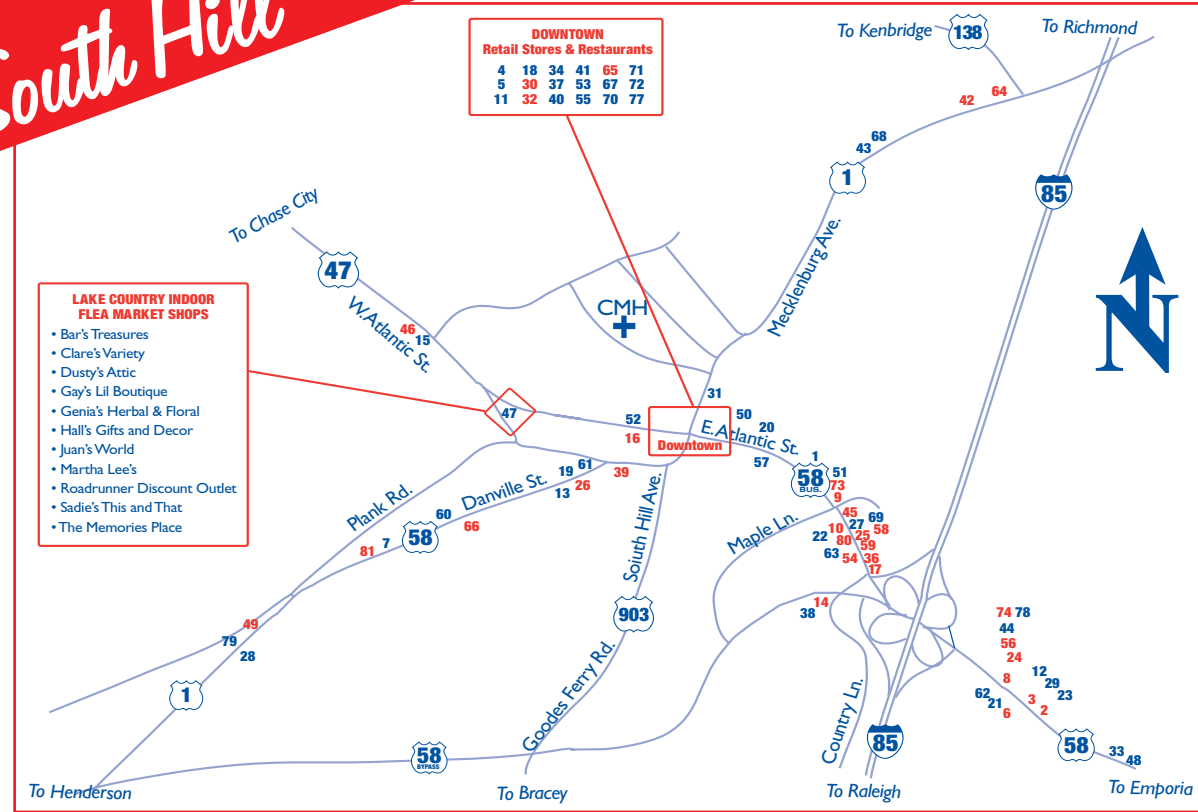 South Hill
DOWNTOWN
Retail Stores & Restaurants
4 18 34 41 65 71
5 30 37 53 67 72
11 32 40 55 70 77
To Kenbridge
138
To Richmond
64
42
68
43
1
85
Mecklenburg Ave.
To Chase City
47
W. Atlantic St.
46
15
CMH
N
LAKE COUNTRY INDOOR
FLEA MARKET SHOPS
• Bar's Treasures
• Clare's Variety
• Dusty's Attic
• Gay's Lil Boutique
• Genia's Herbal & Floral
• Hall's Gifts and Decor
• Juan's World
• Martha Lee's
• Roadrunner Discount Outlet
• Sadie's This and That
• The Memories Place
31
47
52
16
50
20
E. Atlantic St.
Downtown
57
1
58
BUS.
51
73
9
19 61
26
13
39
Danville St.
Plank Rd.
60
66
58
7
81
Soiuth Hill Ave.
Maple Ln.
45
69
10 27 58
22 80 25
59
63 54 36
17
14
38
903
49
79
28
1
Goodes Ferry Rd.
Country Ln.
74 78
44
56
24
8
12
29
23
62
21
3
6
2
58
BYPASS
85
58
33
48
To Henderson
To Bracey
To Raleigh
To Emporia